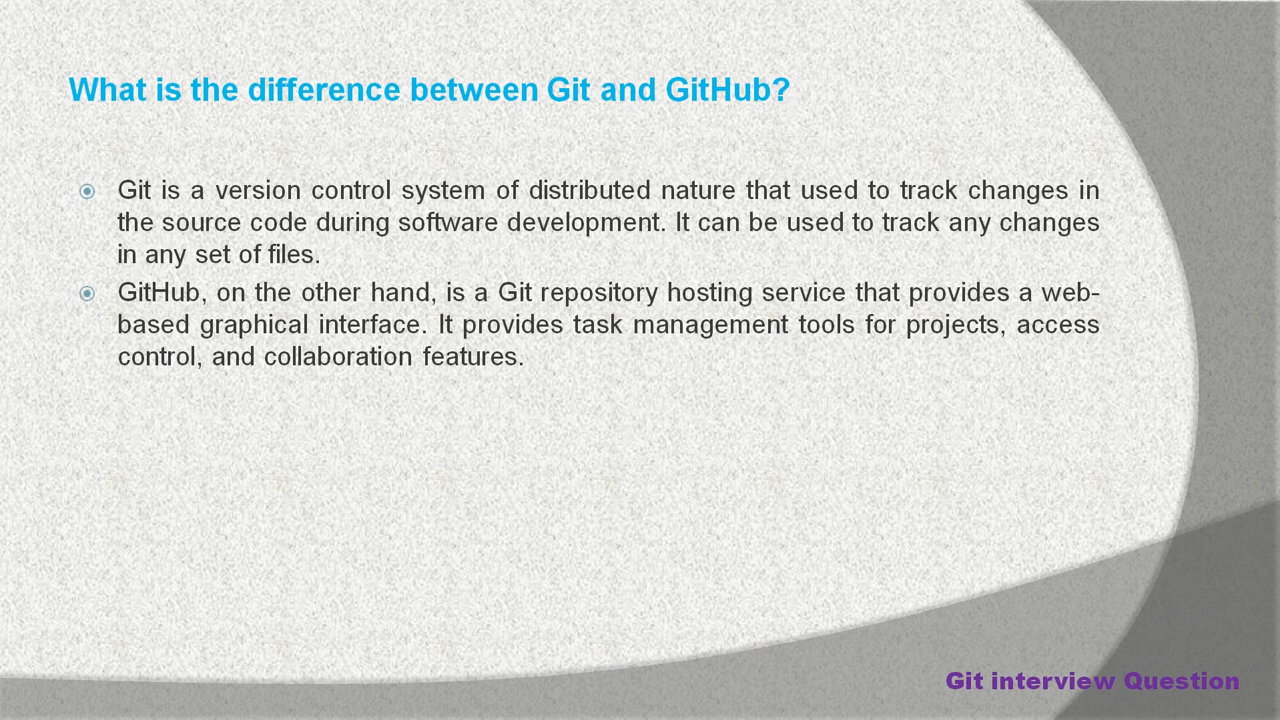 What is the difference between Git and GitHub?
Git is a version control system of distributed nature that used to track changes in
the source code during software development. It can be used to track any changes
in any set of files.
GitHub, on the other hand, is a Git repository hosting service that provides a web-
based graphical interface. It provides task management tools for projects, access
control, and collaboration features.
Git interview Question